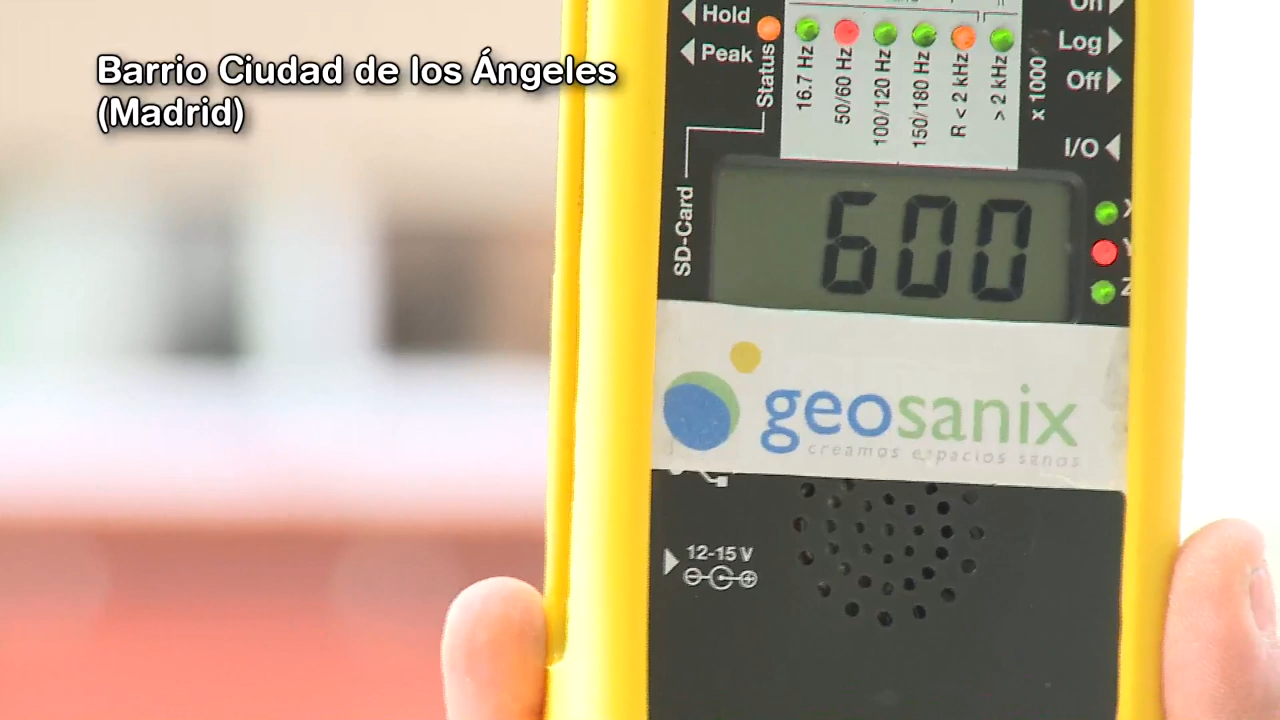 Barrio Ciudad de los Ángeles
(Madrid)
Hold
Peak
Status
16.7 Hz
50/60 Hz
100/120 Hz
150/180 Hz
R < 2 kHz
> 2 kHz
x 1000
On
Log
Off
I/O
SD-Card
600
X
Y
Z
geosanix
creamos espacios sanos
12-15 V